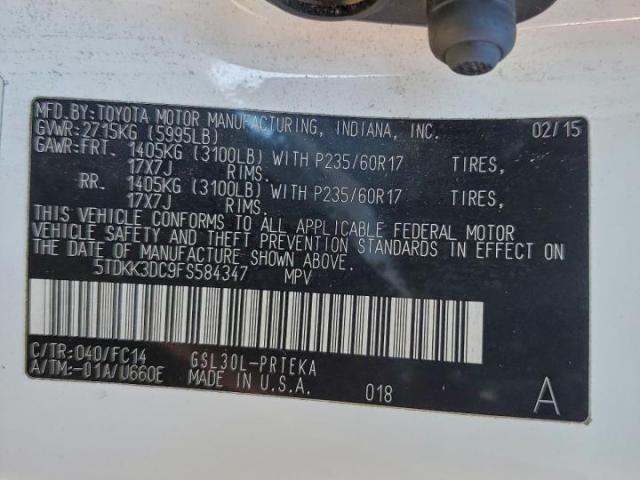 MFD.BY:TOYOTA MOTOR MANUFACTURING, INDIANA, INC. 02/15
GVWR:2715KG (5995LB)
GAWR:FRT. 1405KG (3100LB) WITH P235/60R17 TIRES,
17X7J RIMS.
RR. 1405KG (3100LB) WITH P235/60R17 TIRES,
17X7J RIMS.
THIS VEHICLE CONFORMS TO ALL APPLICABLE FEDERAL MOTOR
VEHICLE SAFETY AND THEFT PREVENTION STANDARDS IN EFFECT ON
THE DATE OF MANUFACTURE SHOWN ABOVE.
5TDKK3DC9FS584347 MPV
C/TR:040/FC14 GSL30L-PRTEKA
A/TM:-01A/U660E MADE IN U.S.A. 018 A